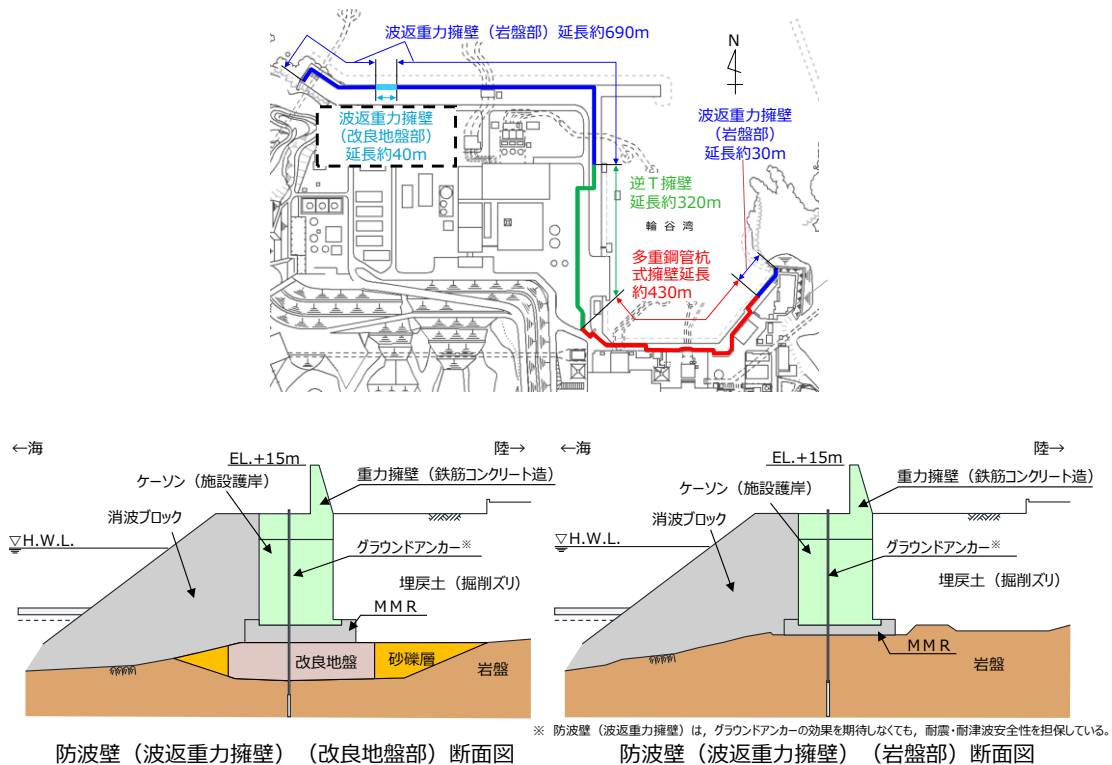 波返重力擁壁（岩盤部）延長約690m
N
波返重力擁壁
（改良地盤部）
延長約40m
波返重力擁壁
（岩盤部）
延長約30m
逆T擁壁
延長約320m
輪谷湾
多重鋼管杭
式擁壁延長
約430m
←海
陸→
EL.+15m
重力擁壁（鉄筋コンクリート造）
ケーソン（施設護岸）
消波ブロック
▽H.W.L.
グラウンドアンカー※
埋戻土（掘削ズリ）
MMR
改良地盤
砂礫層
岩盤
防波壁（波返重力擁壁）（改良地盤部）断面図
←海
陸→
EL.+15m
重力擁壁（鉄筋コンクリート造）
ケーソン（施設護岸）
消波ブロック
▽H.W.L.
グラウンドアンカー※
埋戻土（掘削ズリ）
MMR
岩盤
※ 防波壁（波返重力擁壁）は，グラウンドアンカーの効果を期待しなくても，耐震・耐津波安全性を担保している。
防波壁（波返重力擁壁）（岩盤部）断面図